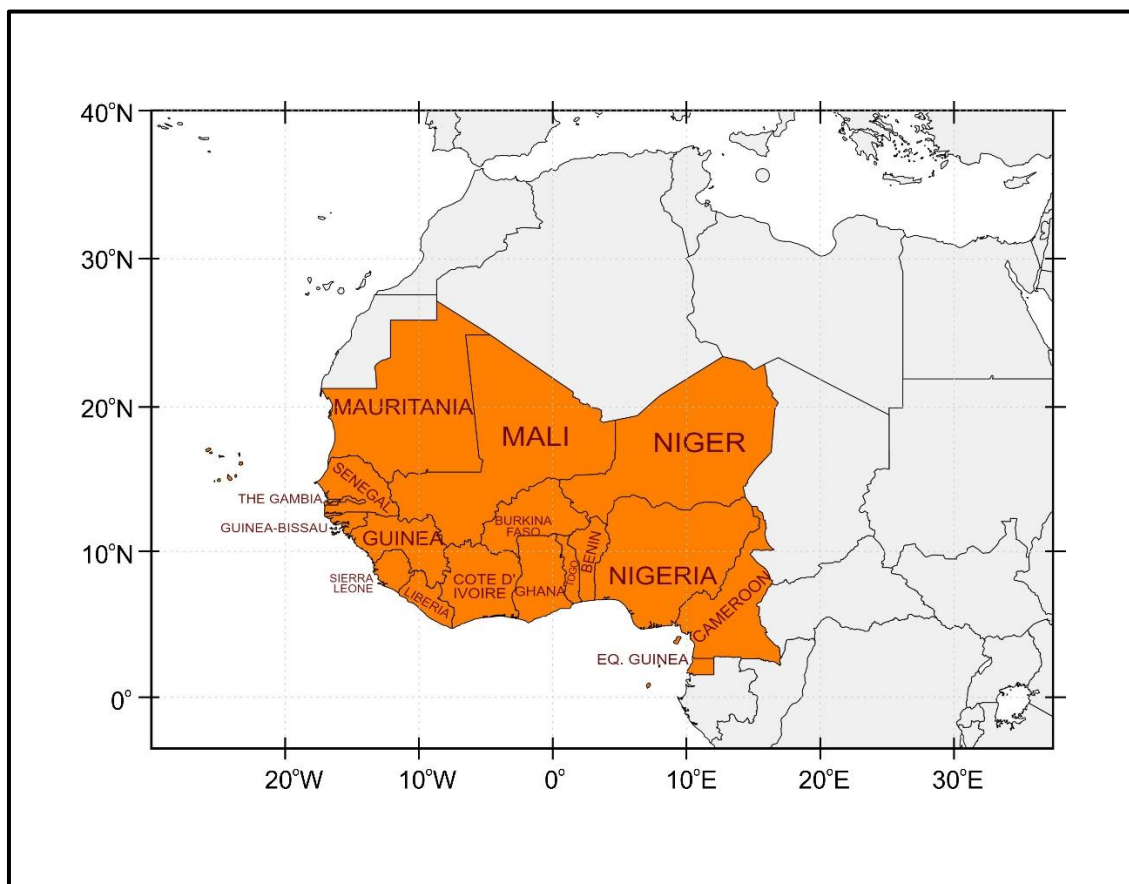 40°N
30°N
20°N
10°N
0°
MAURITANIA
MALI
NIGER
SENEGAL
THE GAMBIA
GUINEA-BISSAU
GUINEA
BURKINA
FASO
BENIN
TOGO
NIGERIA
SIERRA
LEONE
LIBERIA
COTE D'
IVOIRE
GHANA
CAMEROON
EQ. GUINEA
20°W
10°W
0°
10°E
20°E
30°E